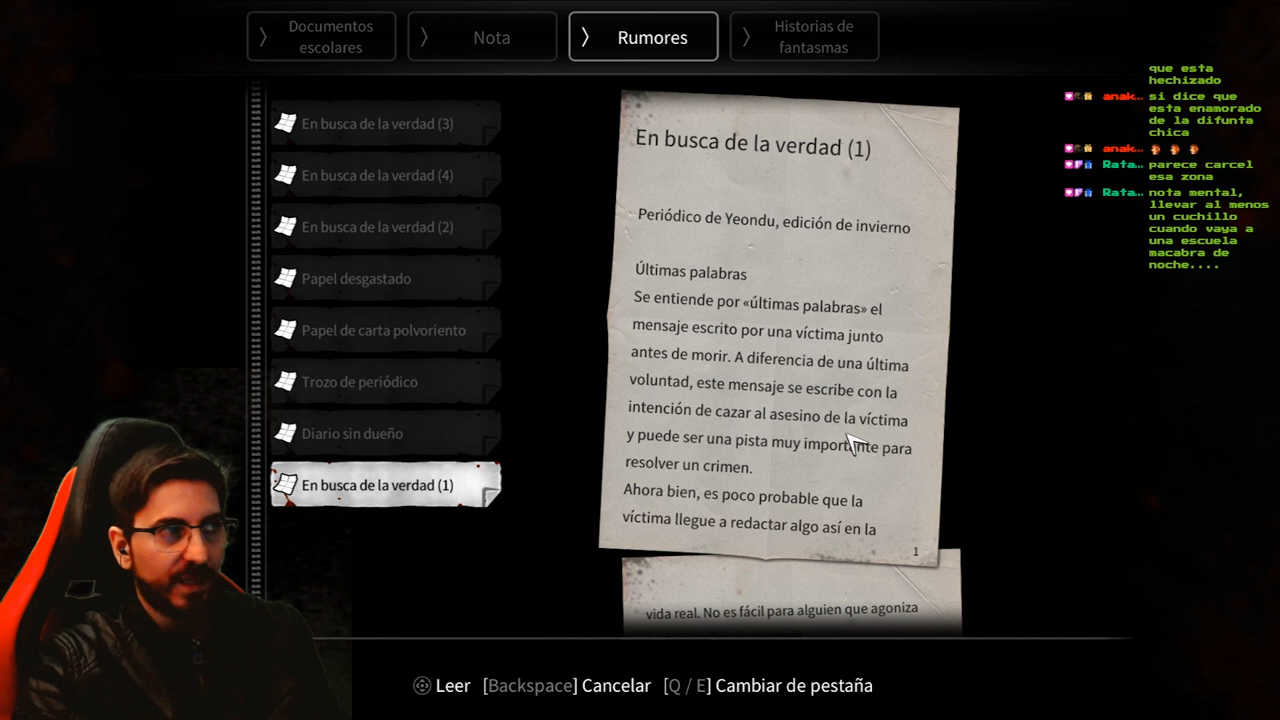 Documentos
escolares
Nota
Rumores
Historias de
fantasmas
En busca de la verdad (3)
En busca de la verdad (4)
En busca de la verdad (2)
Papel desgastado
Papel de carta polvoriento
Trozo de periódico
Diario sin dueño
En busca de la verdad (1)
En busca de la verdad (1)
Periódico de Yeondu, edición de invierno
Últimas palabras
Se entiende por «últimas palabras» el
mensaje escrito por una víctima junto
antes de morir. A diferencia de una última
voluntad, este mensaje se escribe con la
intención de cazar al asesino de la víctima
y puede ser una pista muy importante para
resolver un crimen.
Ahora bien, es poco probable que la
víctima llegue a redactar algo así en la
1
vida real. No es fácil para alguien que agoniza
que esta
hechizado
anak... si dice que
esta enamorado
de la difunta
chica
anak...
Rata... parece carcel
esa zona
Rata... nota mental,
llevar al menos
un cuchillo
cuando vaya a
una escuela
macabra de
noche....
Leer [Backspace] Cancelar [Q / E] Cambiar de pestaña